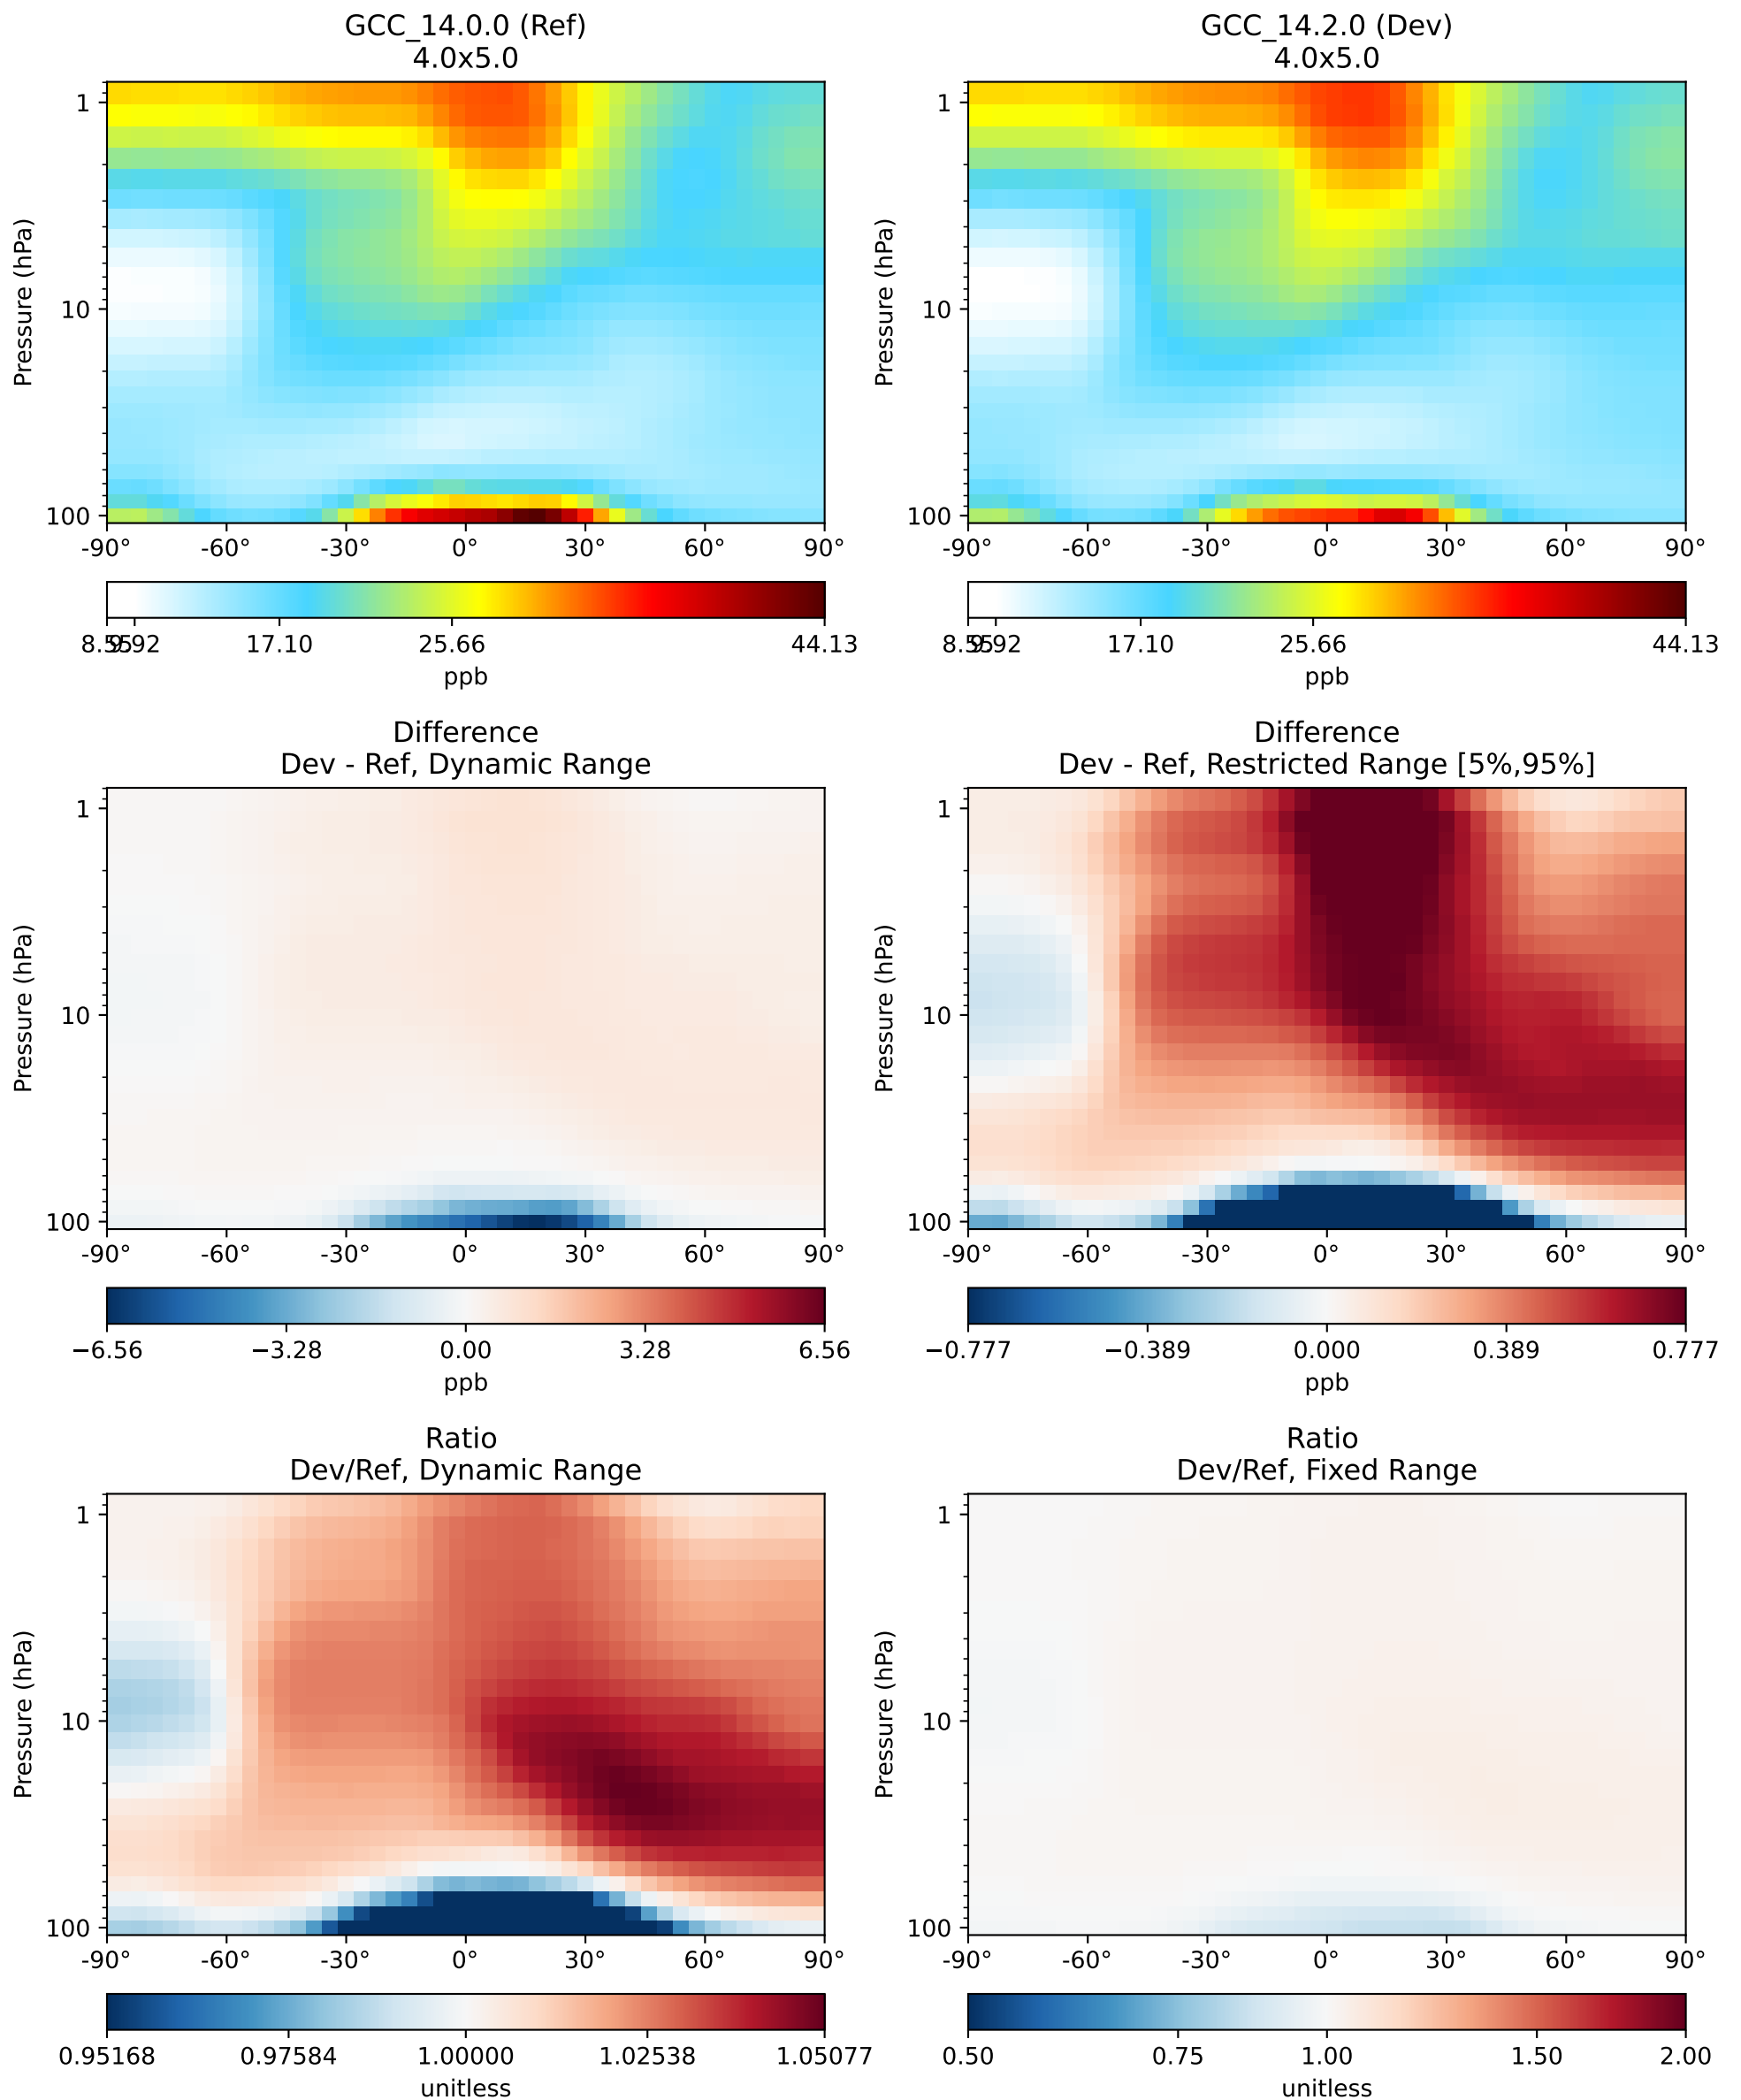 GCC_14.0.0 (Ref)
4.0x5.0
GCC_14.2.0 (Dev)
4.0x5.0
Pressure (hPa)
1
10
100
-90° -60° -30° 0° 30° 60° 90°
8.55 9.92 17.10 25.66 44.13
ppb
Pressure (hPa)
1
10
100
-90° -60° -30° 0° 30° 60° 90°
8.55 9.92 17.10 25.66 44.13
ppb
Difference
Dev - Ref, Dynamic Range
Difference
Dev - Ref, Restricted Range [5%,95%]
Pressure (hPa)
1
10
100
-90° -60° -30° 0° 30° 60° 90°
−6.56 −3.28 0.00 3.28 6.56
ppb
Pressure (hPa)
1
10
100
-90° -60° -30° 0° 30° 60° 90°
−0.777 −0.389 0.000 0.389 0.777
ppb
Ratio
Dev/Ref, Dynamic Range
Ratio
Dev/Ref, Fixed Range
Pressure (hPa)
1
10
100
-90° -60° -30° 0° 30° 60° 90°
0.95168 0.97584 1.00000 1.02538 1.05077
unitless
Pressure (hPa)
1
10
100
-90° -60° -30° 0° 30° 60° 90°
0.50 0.75 1.00 1.50 2.00
unitless